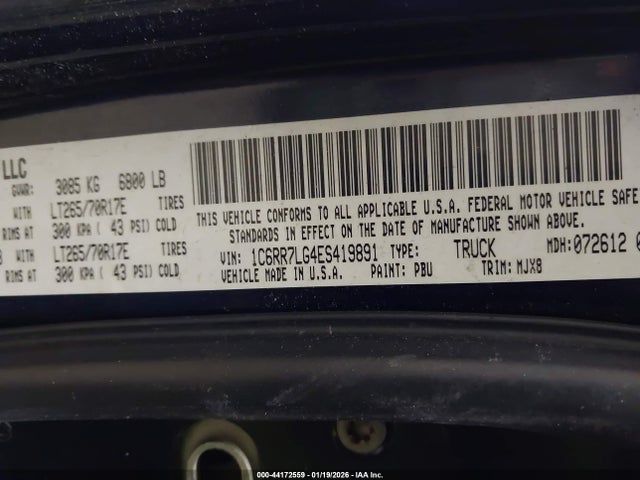 LLC
GVWR: 3085 KG 6800 LB
WITH LT265/70R17E TIRES
RIMS AT 300 KPA ( 43 PSI) COLD
WITH LT265/70R17E TIRES
RIMS AT 300 KPA ( 43 PSI) COLD
THIS VEHICLE CONFORMS TO ALL APPLICABLE U.S.A. FEDERAL MOTOR VEHICLE SAFE
STANDARDS IN EFFECT ON THE DATE OF MANUFACTURE SHOWN ABOVE.
VIN: 1C6RR7LG4ES419891 TYPE: TRUCK MDH: 072612 0
VEHICLE MADE IN U.S.A. PAINT: PBU TRIM: MJX8
000-44172559 | 01/19/2026 - IAA Inc.